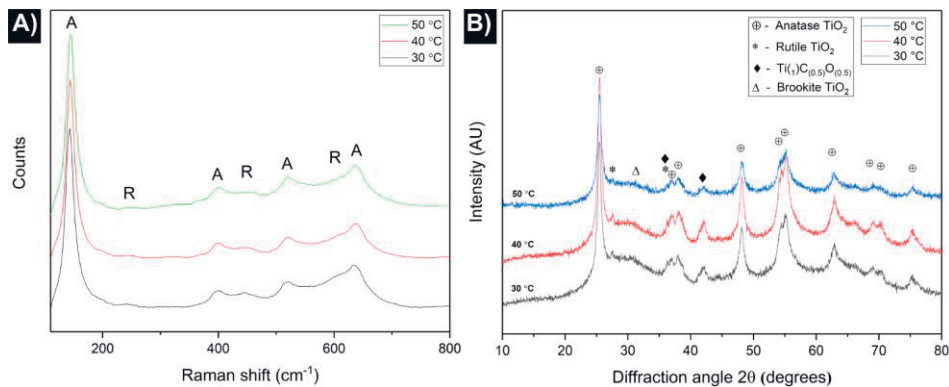 A)
A
50 °C
40 °C
30 °C
R
A
R
A
R
A
Counts
200
400
600
800
Raman shift (cm⁻¹)
B)
⊕ - Anatase TiO₂
* - Rutile TiO₂
♦ - Ti(₁)C₍₀.₅₎O₍₀.₅₎
Δ - Brookite TiO₂
50 °C
40 °C
30 °C
50 °C
40 °C
30 °C
Intensity (AU)
10
20
30
40
50
60
70
80
Diffraction angle 2θ (degrees)